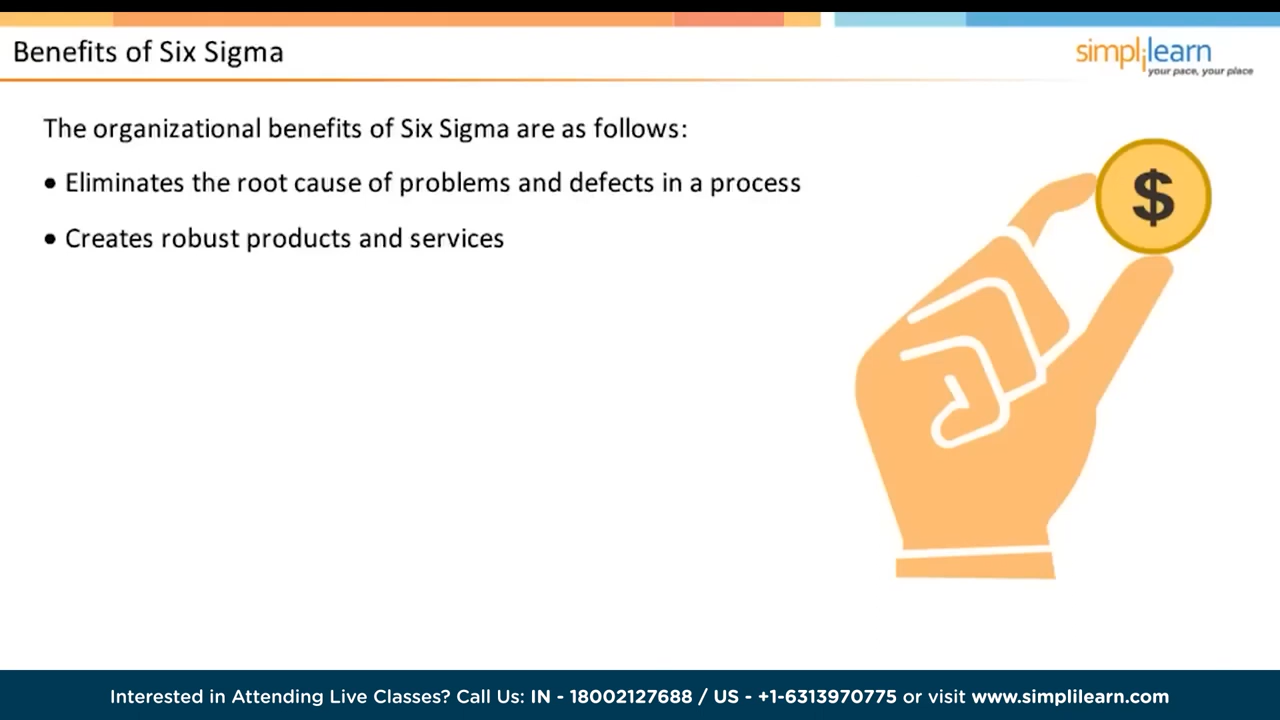 Benefits of Six Sigma
simplilearn
your pace, your place
The organizational benefits of Six Sigma are as follows:
• Eliminates the root cause of problems and defects in a process
• Creates robust products and services
$
Interested in Attending Live Classes? Call Us: IN - 18002127688 / US - +1-6313970775 or visit www.simplilearn.com